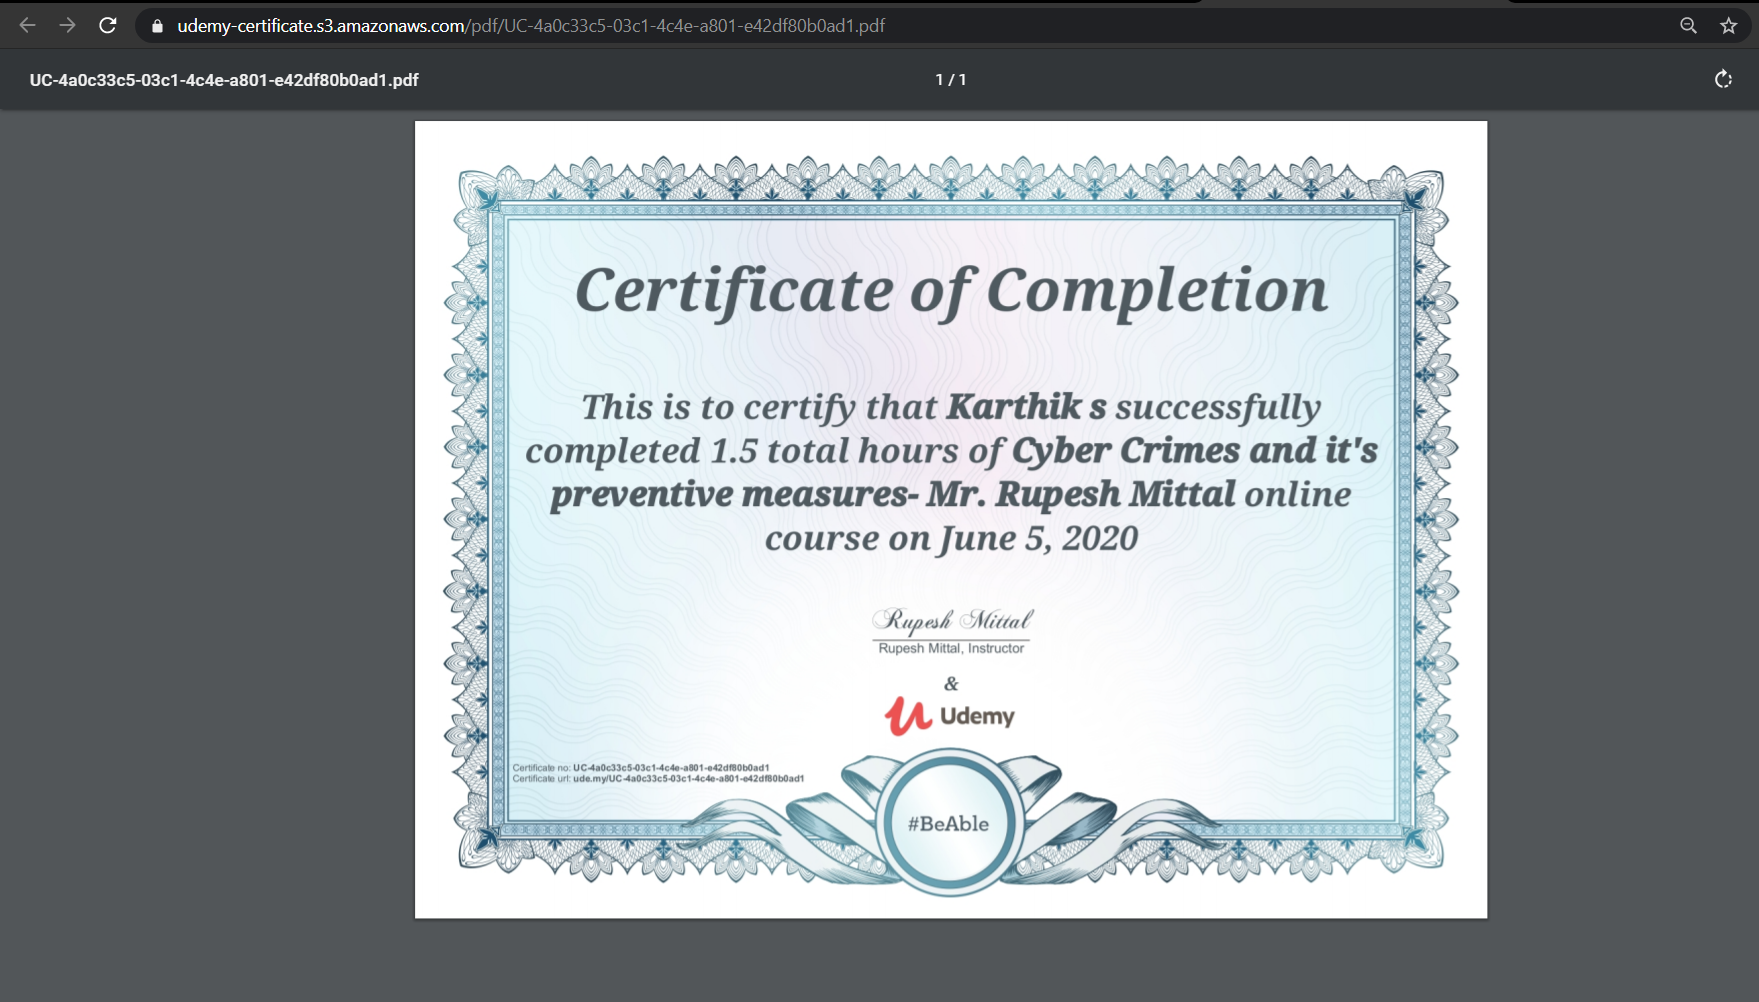 udemy-certificate.s3.amazonaws.com/pdf/UC-4a0c33c5-03c1-4c4e-a801-e42df80b0ad1.pdf
UC-4a0c33c5-03c1-4c4e-a801-e42df80b0ad1.pdf
1 / 1
Certificate of Completion
This is to certify that Karthik s successfully
completed 1.5 total hours of Cyber Crimes and it's
preventive measures- Mr. Rupesh Mittal online
course on June 5, 2020
Rupesh Mittal
Rupesh Mittal, Instructor
&
Udemy
Certificate no: UC-4a0c33c5-03c1-4c4e-a801-e42df80b0ad1
Certificate url: ude.my/UC-4a0c33c5-03c1-4c4e-a801-e42df80b0ad1
#BeAble